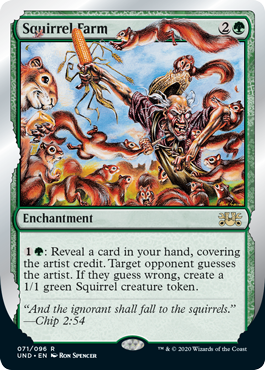 Squirrel Farm 2
Enchantment
1 : Reveal a card in your hand, covering
the artist credit. Target opponent guesses
the artist. If they guess wrong, create a
1/1 green Squirrel creature token.
“And the ignorant shall fall to the squirrels.”
—Chip 2:54
071/096 R
UND • EN RON SPENCER
™ & © 2020 Wizards of the Coast